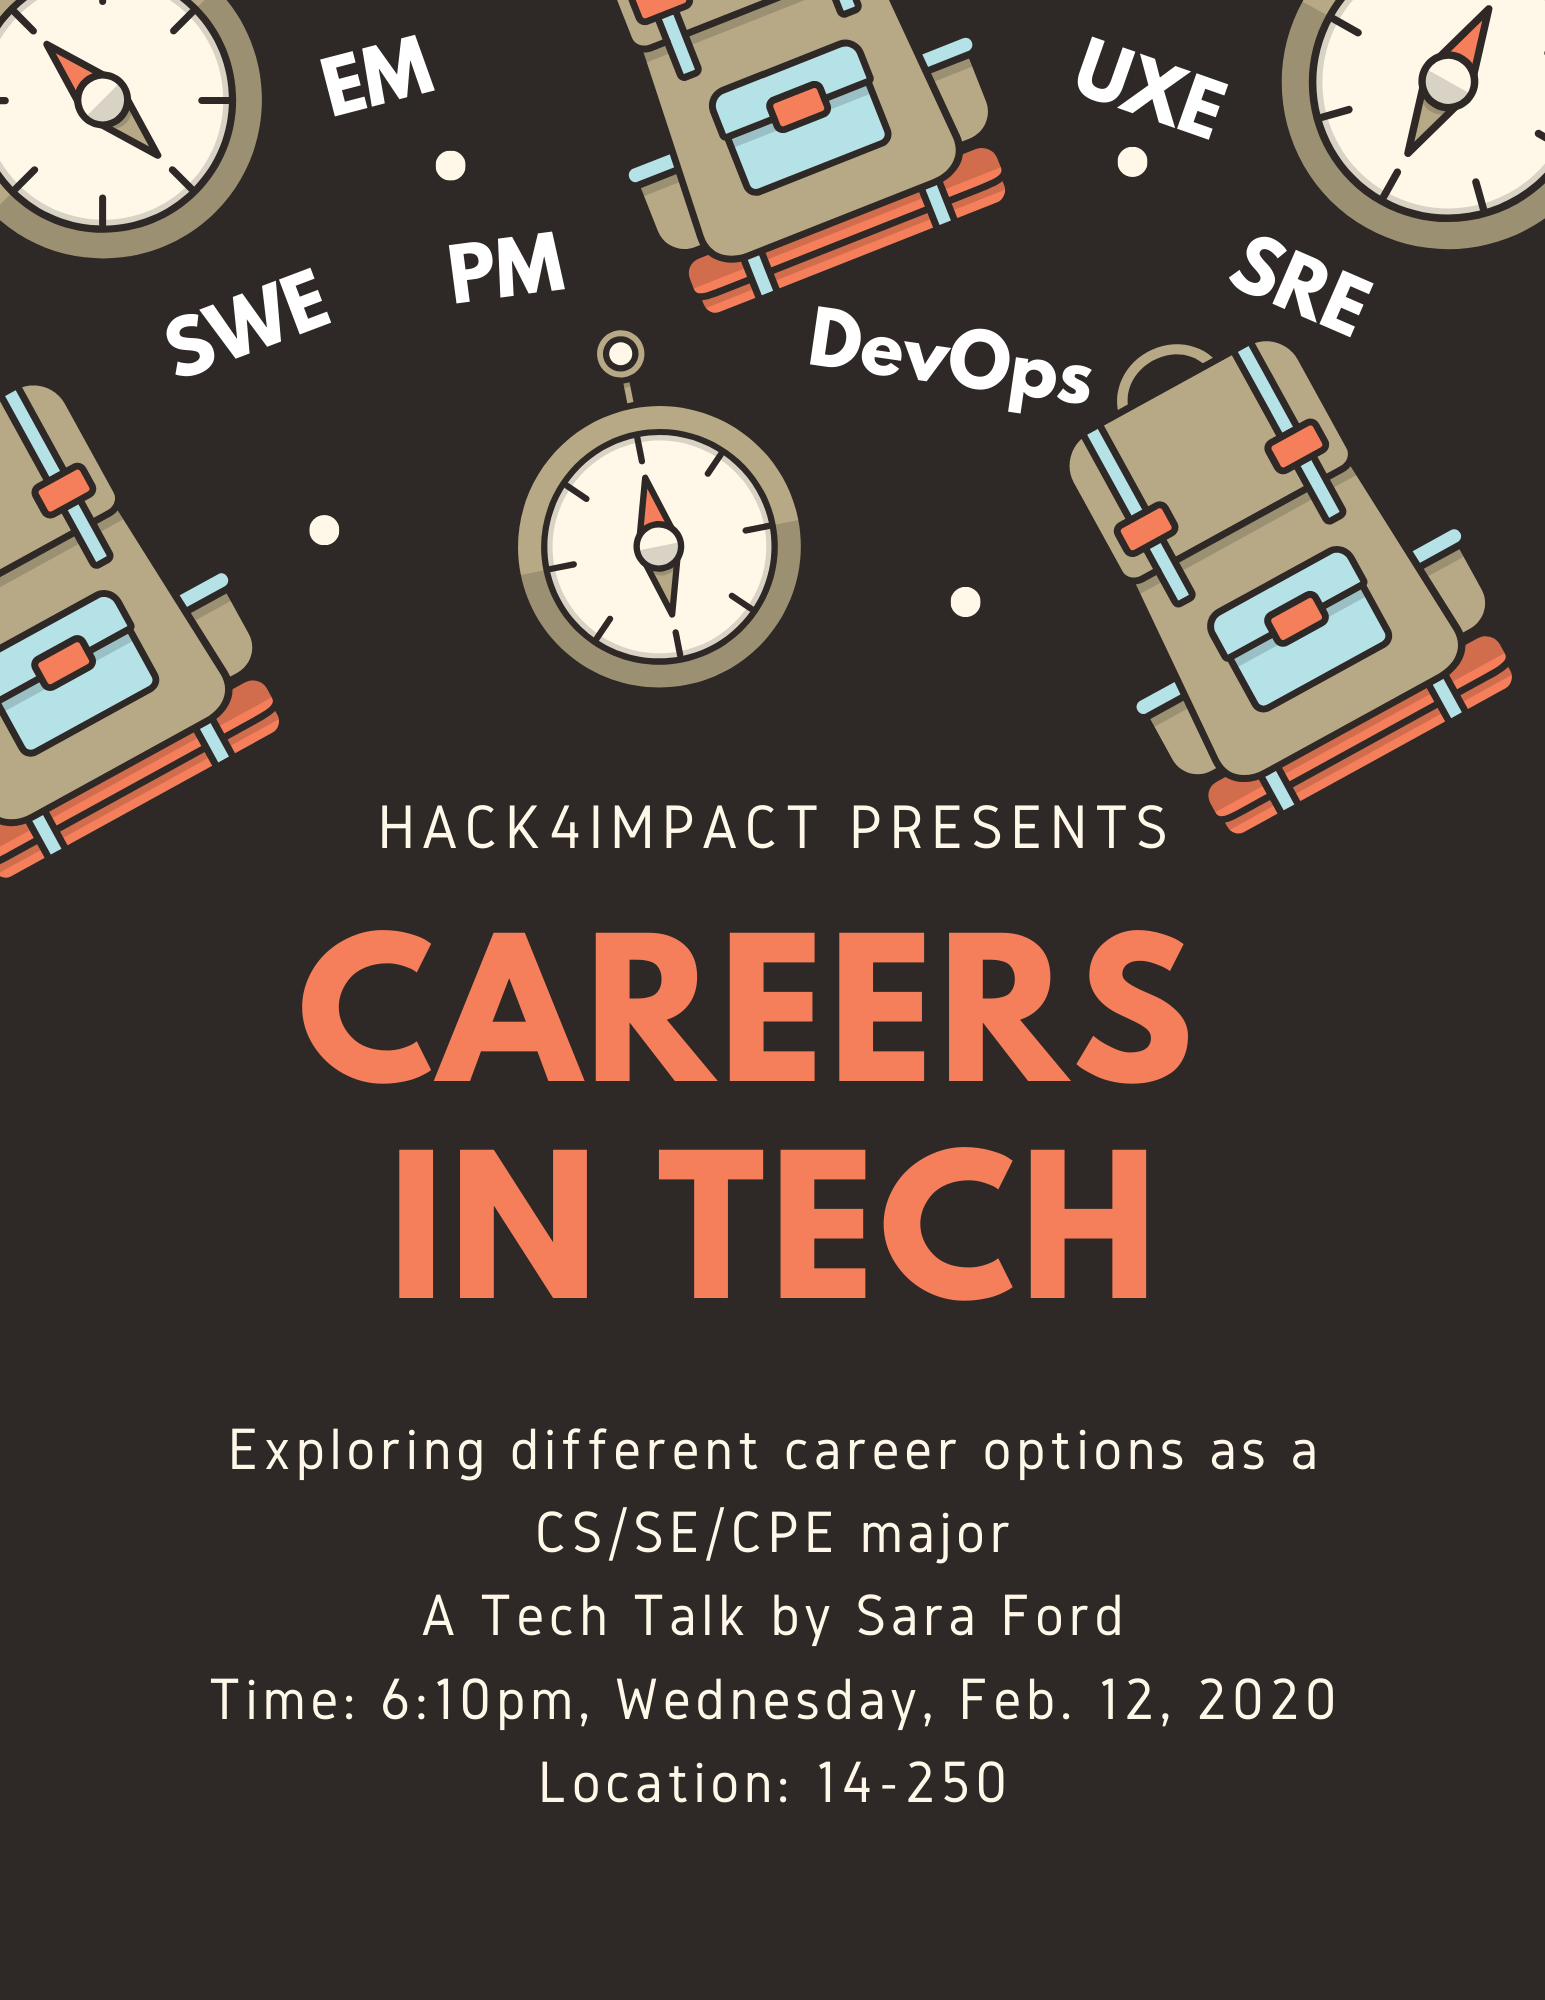 EM
UXE
PM
SRE
SWE
DevOps
HACK4IMPACT PRESENTS
CAREERS
IN TECH
Exploring different career options as a
CS/SE/CPE major
A Tech Talk by Sara Ford
Time: 6:10pm, Wednesday, Feb. 12, 2020
Location: 14-250